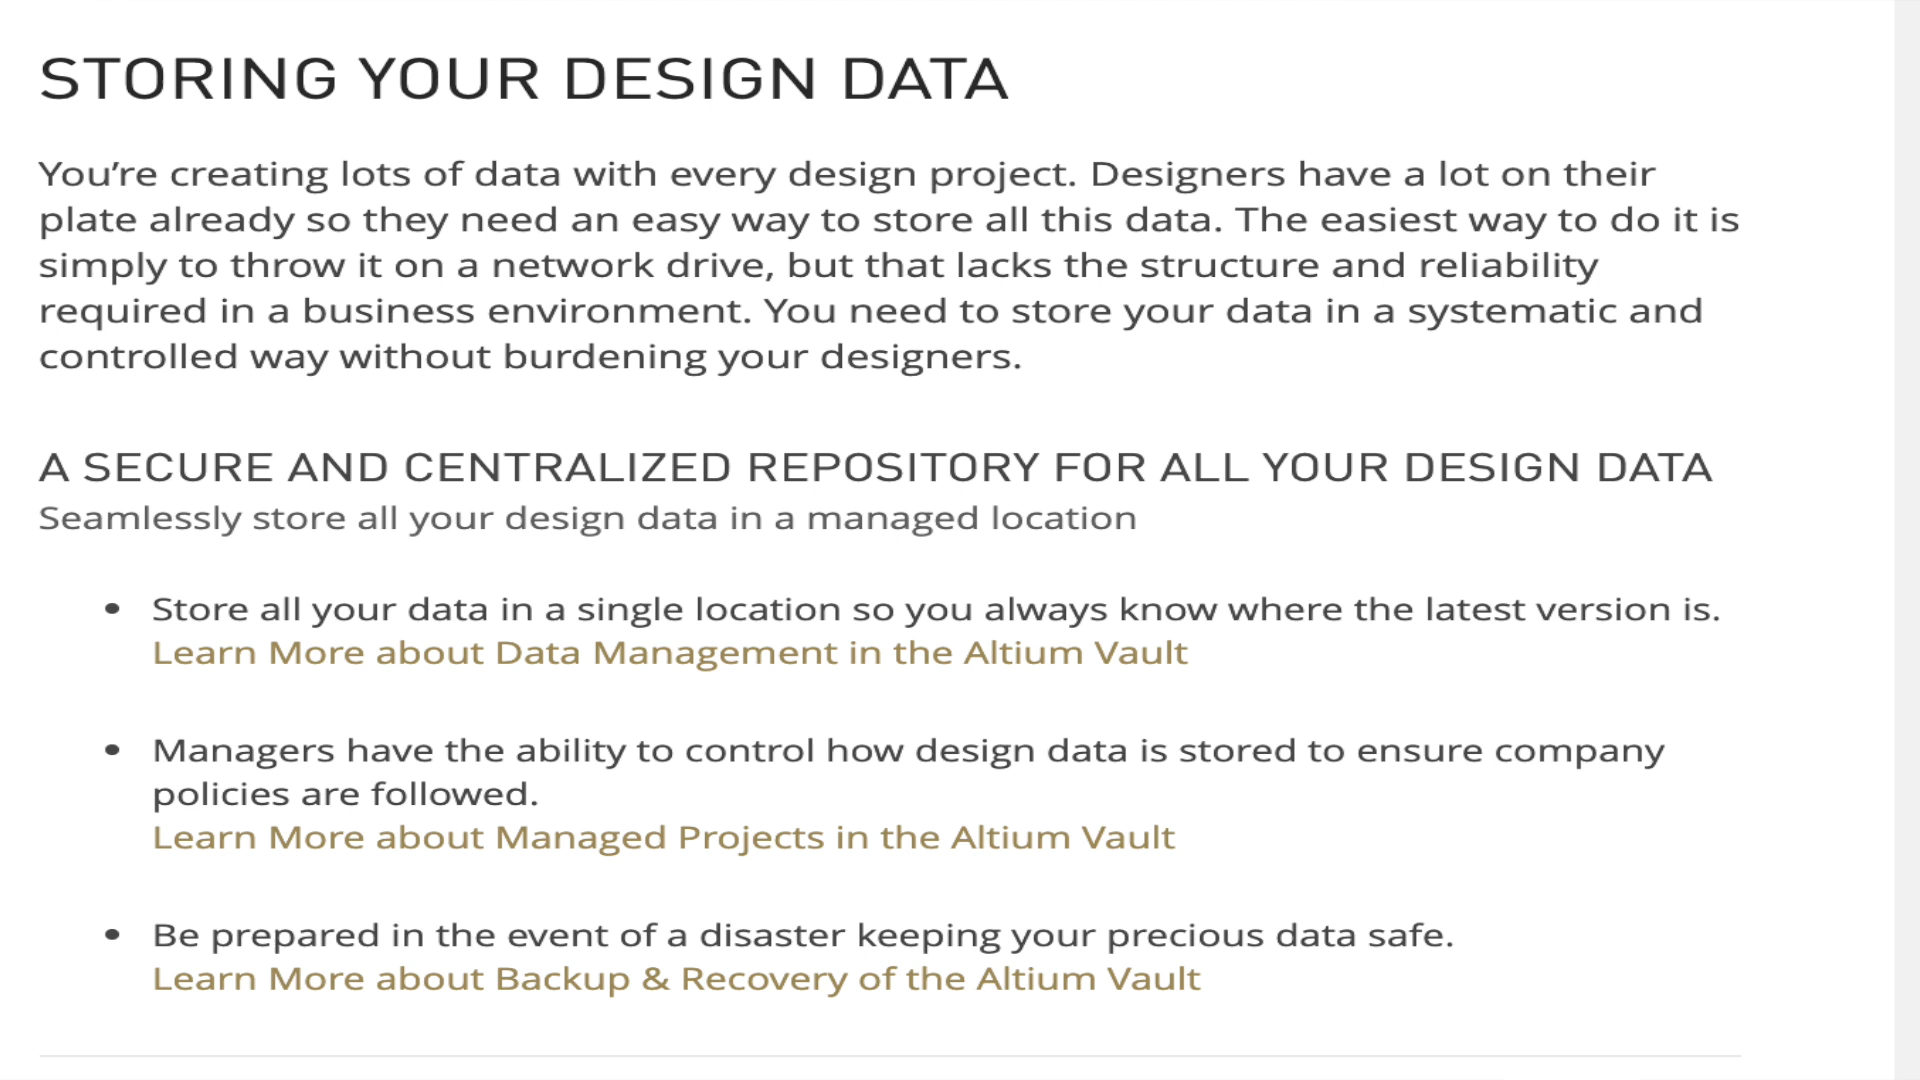 STORING YOUR DESIGN DATA
You’re creating lots of data with every design project. Designers have a lot on their
plate already so they need an easy way to store all this data. The easiest way to do it is
simply to throw it on a network drive, but that lacks the structure and reliability
required in a business environment. You need to store your data in a systematic and
controlled way without burdening your designers.
A SECURE AND CENTRALIZED REPOSITORY FOR ALL YOUR DESIGN DATA
Seamlessly store all your design data in a managed location
• Store all your data in a single location so you always know where the latest version is.
Learn More about Data Management in the Altium Vault
• Managers have the ability to control how design data is stored to ensure company
policies are followed.
Learn More about Managed Projects in the Altium Vault
• Be prepared in the event of a disaster keeping your precious data safe.
Learn More about Backup & Recovery of the Altium Vault